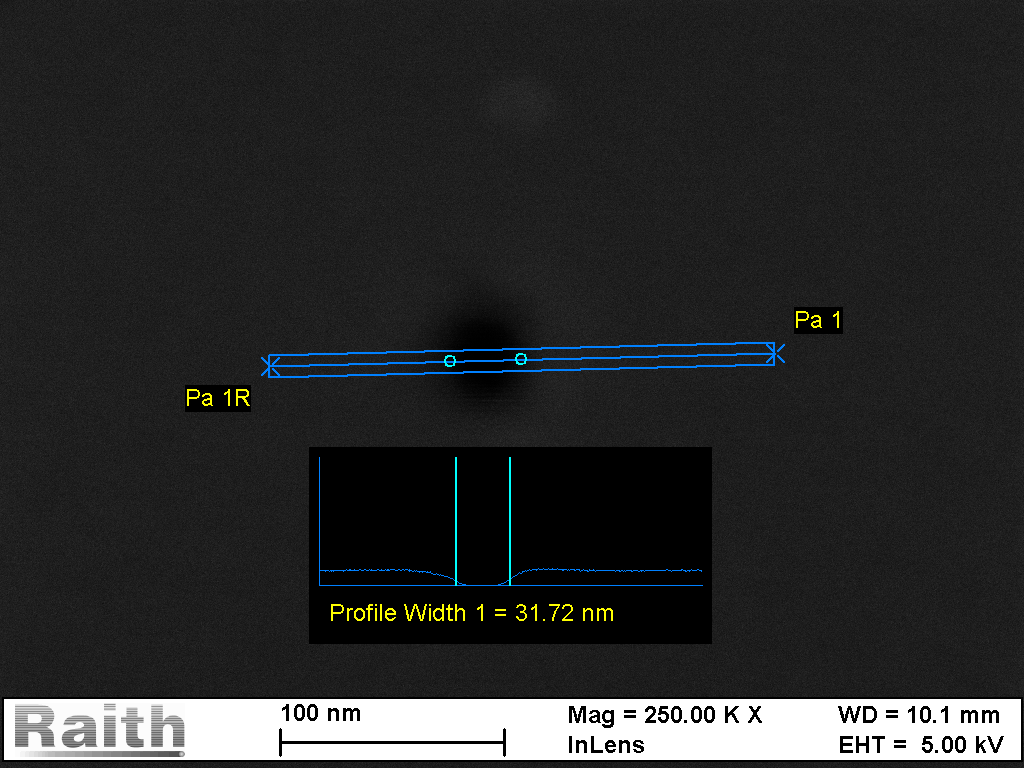 Pa 1
Pa 1R
Profile Width 1 = 31.72 nm
Raith
100 nm
Mag = 250.00 K X
WD = 10.1 mm
InLens
EHT = 5.00 kV